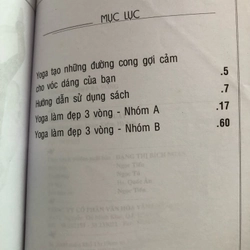 MỤC LỤC
Yoga tạo những đường cong gợi cảm
cho vóc dáng của bạn .5
Hướng dẫn sử dụng sách .7
Yoga làm đẹp 3 vòng - Nhóm A .17
Yoga làm đẹp 3 vòng - Nhóm B .60